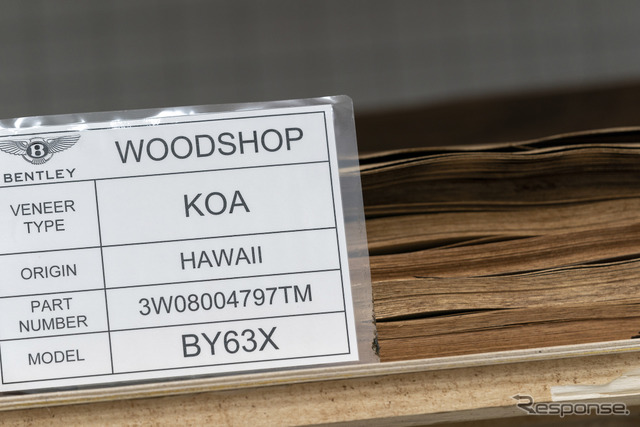 B
BENTLEY
WOODSHOP
VENEER
TYPE
KOA
ORIGIN
HAWAII
PART
NUMBER
3W08004797TM
MODEL
BY63X
Response.